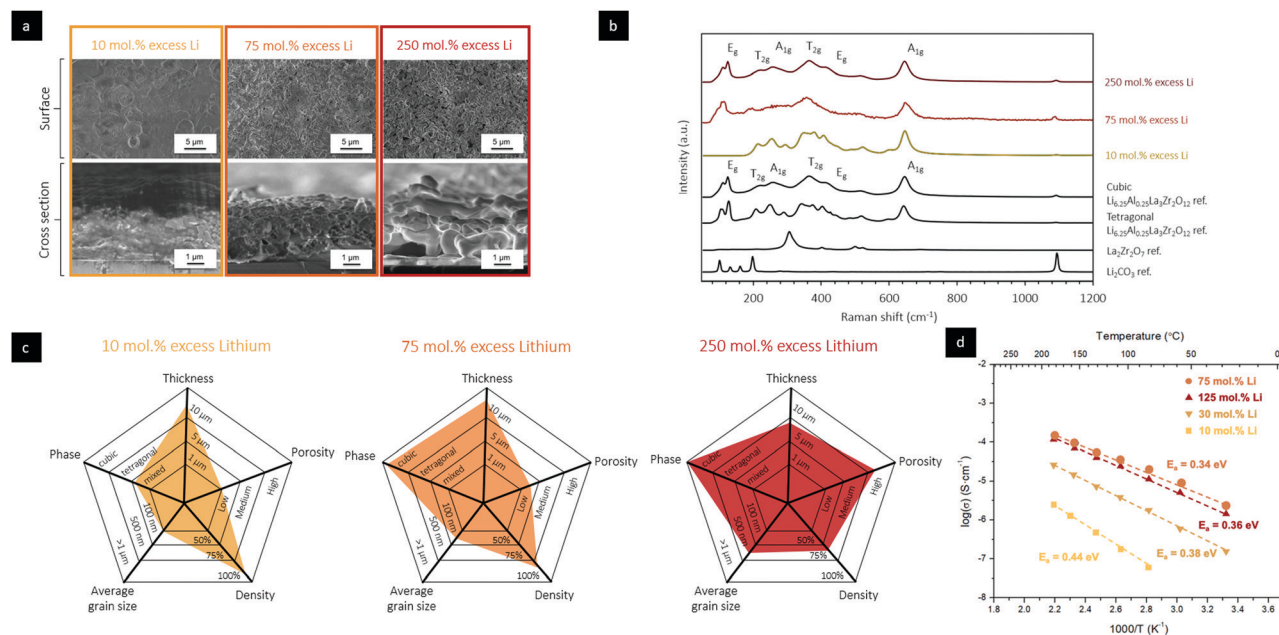 a
10 mol.% excess Li
75 mol.% excess Li
250 mol.% excess Li
Surface
5 µm
5 µm
5 µm
Cross section
1 µm
1 µm
1 µm
b
Intensity (a.u.)
Eg
T2g
A1g
T2g
Eg
A1g
250 mol.% excess Li
75 mol.% excess Li
10 mol.% excess Li
Eg
T2g
A1g
T2g
Eg
A1g
Cubic
Li6.25Al0.25La3Zr2O12 ref.
Tetragonal
Li6.25Al0.25La3Zr2O12 ref.
La2Zr2O7 ref.
Li2CO3 ref.
200 400 600 800 1000 1200
Raman shift (cm-1)
c
10 mol.% excess Lithium
Thickness
10 µm
5 µm
1 µm
Phase
cubic
tetragonal
mixed
Porosity
Low
Medium
High
100 nm
500 nm
>1 µm
50%
75%
100%
Average
grain size
Density
75 mol.% excess Lithium
Thickness
10 µm
5 µm
1 µm
Phase
cubic
tetragonal
mixed
Porosity
Low
Medium
High
100 nm
500 nm
>1 µm
50%
75%
100%
Average
grain size
Density
250 mol.% excess Lithium
Thickness
10 µm
5 µm
1 µm
Phase
cubic
tetragonal
mixed
Porosity
Low
Medium
High
100 nm
500 nm
>1 µm
50%
75%
100%
Average
grain size
Density
d
Temperature (°C)
250 200 150 100 50 0
-2
-3
-4
-5
-6
-7
-8
log(σ) (S·cm-1)
75 mol.% Li
125 mol.% Li
30 mol.% Li
10 mol.% Li
Ea = 0.34 eV
Ea = 0.36 eV
Ea = 0.38 eV
Ea = 0.44 eV
1.8 2.0 2.2 2.4 2.6 2.8 3.0 3.2 3.4 3.6
1000/T (K-1)